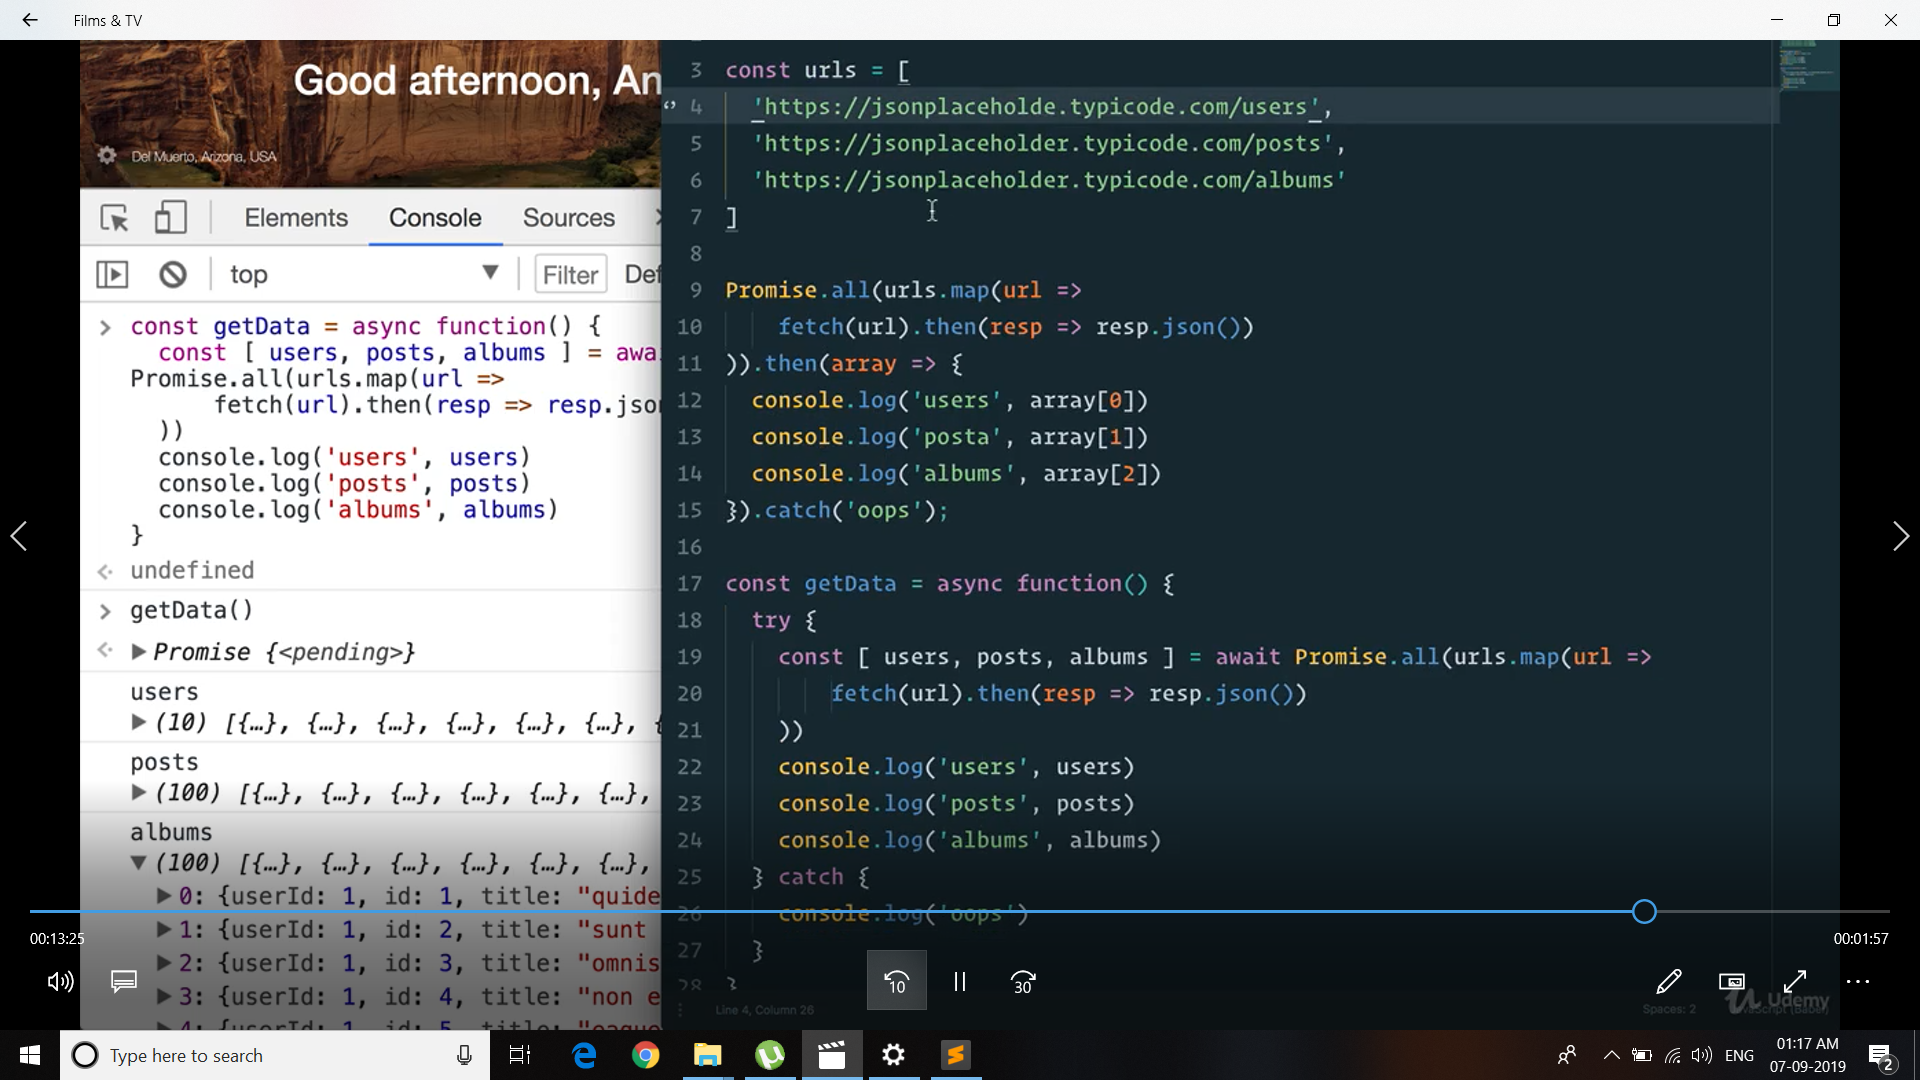 Films & TV
Good afternoon, An
Del Muerto, Arizona, USA
Elements Console Sources
top Filter Def
const getData = async function() {
const [ users, posts, albums ] = awa
Promise.all(urls.map(url =>
fetch(url).then(resp => resp.jso
))
console.log('users', users)
console.log('posts', posts)
console.log('albums', albums)
}
undefined
getData()
Promise {<pending>}
users
(10) [{…}, {…}, {…}, {…}, {…}, {…}, {
posts
(100) [{…}, {…}, {…}, {…}, {…}, {…},
albums
(100) [{…}, {…}, {…}, {…}, {…}, {…},
0: {userId: 1, id: 1, title: "quide
1: {userId: 1, id: 2, title: "sunt
2: {userId: 1, id: 3, title: "omnis
3: {userId: 1, id: 4, title: "non e
3 const urls = [
4 'https://jsonplaceholde.typicode.com/users',
5 'https://jsonplaceholder.typicode.com/posts',
6 'https://jsonplaceholder.typicode.com/albums'
7 ]
8
9 Promise.all(urls.map(url =>
10 fetch(url).then(resp => resp.json())
11 )).then(array => {
12 console.log('users', array[0])
13 console.log('posta', array[1])
14 console.log('albums', array[2])
15 }).catch('oops');
16
17 const getData = async function() {
18 try {
19 const [ users, posts, albums ] = await Promise.all(urls.map(url =>
20 fetch(url).then(resp => resp.json())
21 ))
22 console.log('users', users)
23 console.log('posts', posts)
24 console.log('albums', albums)
25 } catch {
26 console.log('oops')
27 }
28 }
Line 4, Column 26
Spaces: 2
JavaScript (Babel)
Udemy
00:13:25
00:01:57
10
30
Type here to search
ENG
01:17 AM
07-09-2019
2